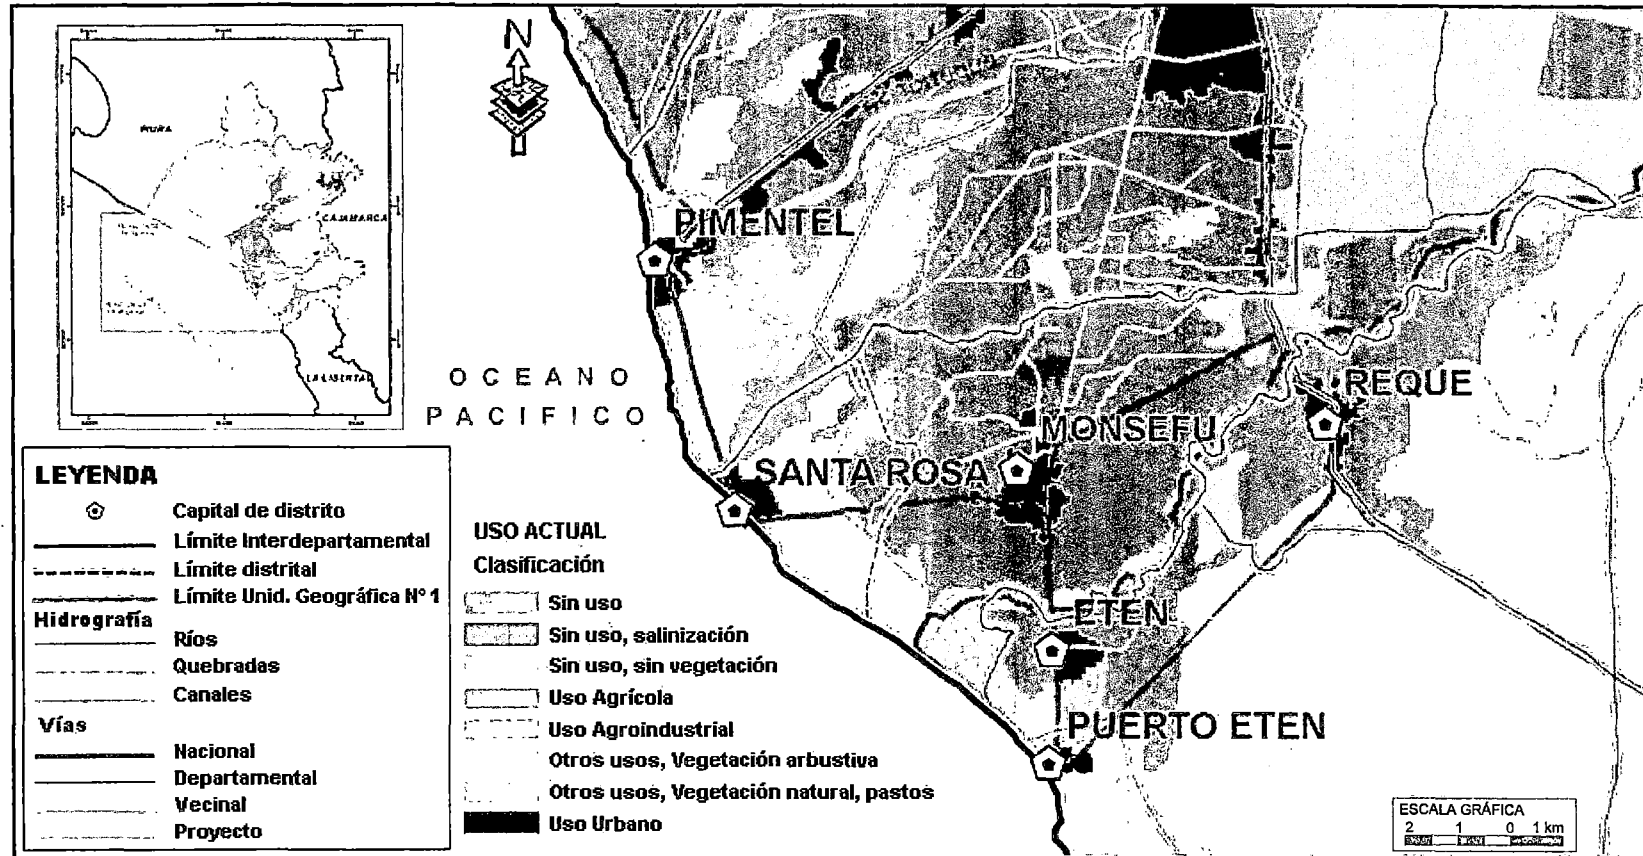 N
PIURA
CAJAMARCA
LA LIBERTAD
PIMENTEL
OCEANO
PACIFICO
REQUE
MONSEFU
SANTA ROSA
ETEN
PUERTO ETEN
LEYENDA
Capital de distrito
Límite Interdepartamental
Límite distrital
Límite Unid. Geográfica N° 1
Hidrografía
Ríos
Quebradas
Canales
Vías
Nacional
Departamental
Vecinal
Proyecto
USO ACTUAL
Clasificación
Sin uso
Sin uso, salinización
Sin uso, sin vegetación
Uso Agrícola
Uso Agroindustrial
Otros usos, Vegetación arbustiva
Otros usos, Vegetación natural, pastos
Uso Urbano
ESCALA GRÁFICA
2 1 0 1 km